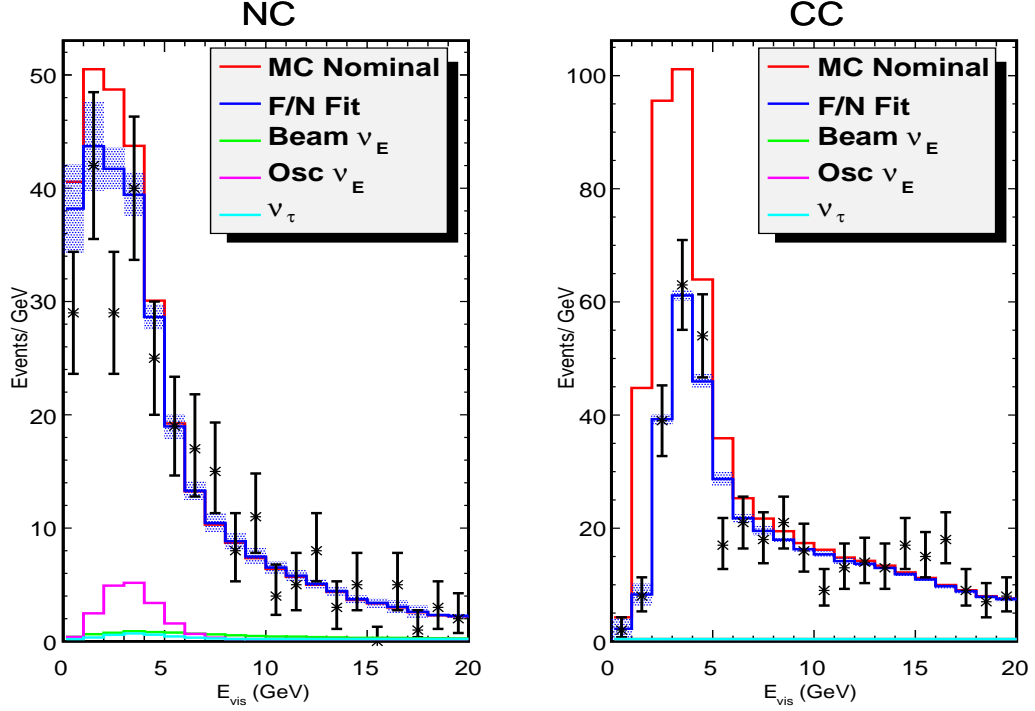 NC
MC Nominal
F/N Fit
Beam ν_E
Osc ν_E
ν_τ
50
40
30
20
10
0
Events/ GeV
0 5 10 15 20
E_vis (GeV)
CC
MC Nominal
F/N Fit
Beam ν_E
Osc ν_E
ν_τ
100
80
60
40
20
0
Events/ GeV
0 5 10 15 20
E_vis (GeV)